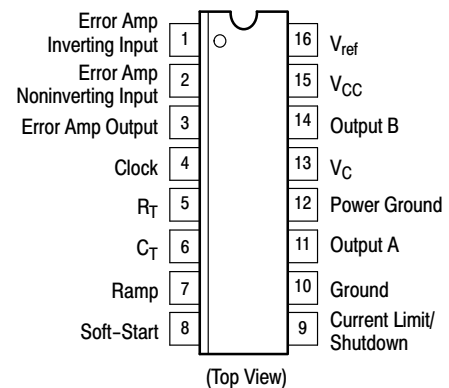 Error Amp
Inverting Input
1
Error Amp
Noninverting Input
2
Error Amp Output
3
Clock
4
RT
5
CT
6
Ramp
7
Soft–Start
8
16
Vref
15
VCC
14
Output B
13
VC
12
Power Ground
11
Output A
10
Ground
9
Current Limit/
Shutdown
(Top View)